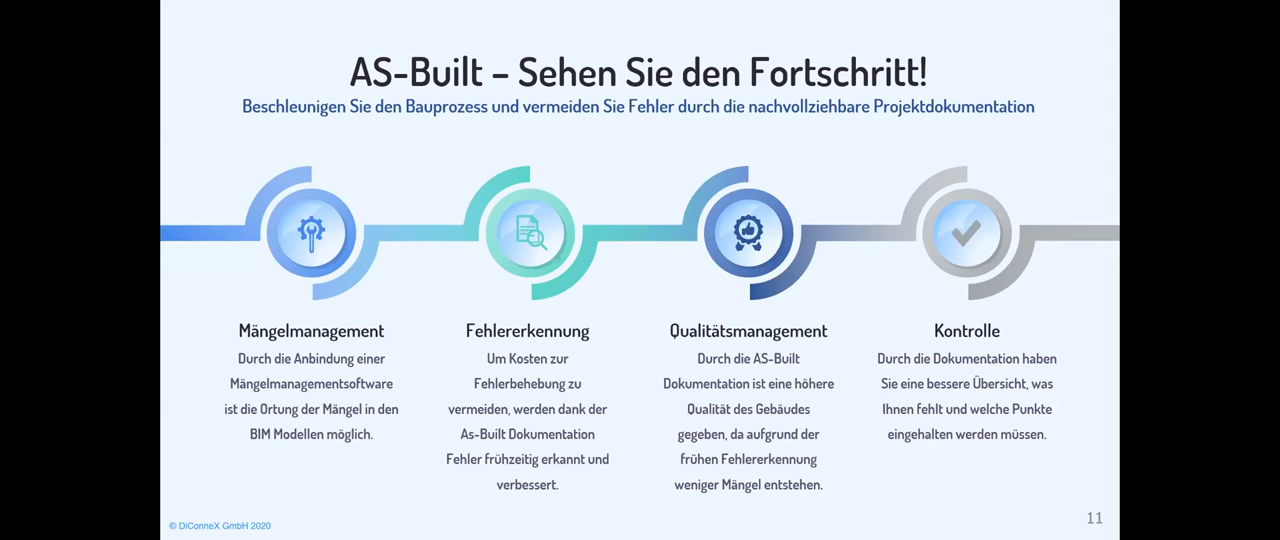 AS-Built – Sehen Sie den Fortschritt!
Beschleunigen Sie den Bauprozess und vermeiden Sie Fehler durch die nachvollziehbare Projektdokumentation
Mängelmanagement
Durch die Anbindung einer
Mängelmanagementsoftware
ist die Ortung der Mängel in den
BIM Modellen möglich.
Fehlererkennung
Um Kosten zur
Fehlerbehebung zu
vermeiden, werden dank der
As-Built Dokumentation
Fehler frühzeitig erkannt und
verbessert.
Qualitätsmanagement
Durch die AS-Built
Dokumentation ist eine höhere
Qualität des Gebäudes
gegeben, da aufgrund der
frühen Fehlererkennung
weniger Mängel entstehen.
Kontrolle
Durch die Dokumentation haben
Sie eine bessere Übersicht, was
Ihnen fehlt und welche Punkte
eingehalten werden müssen.
© DiConneX GmbH 2020
11